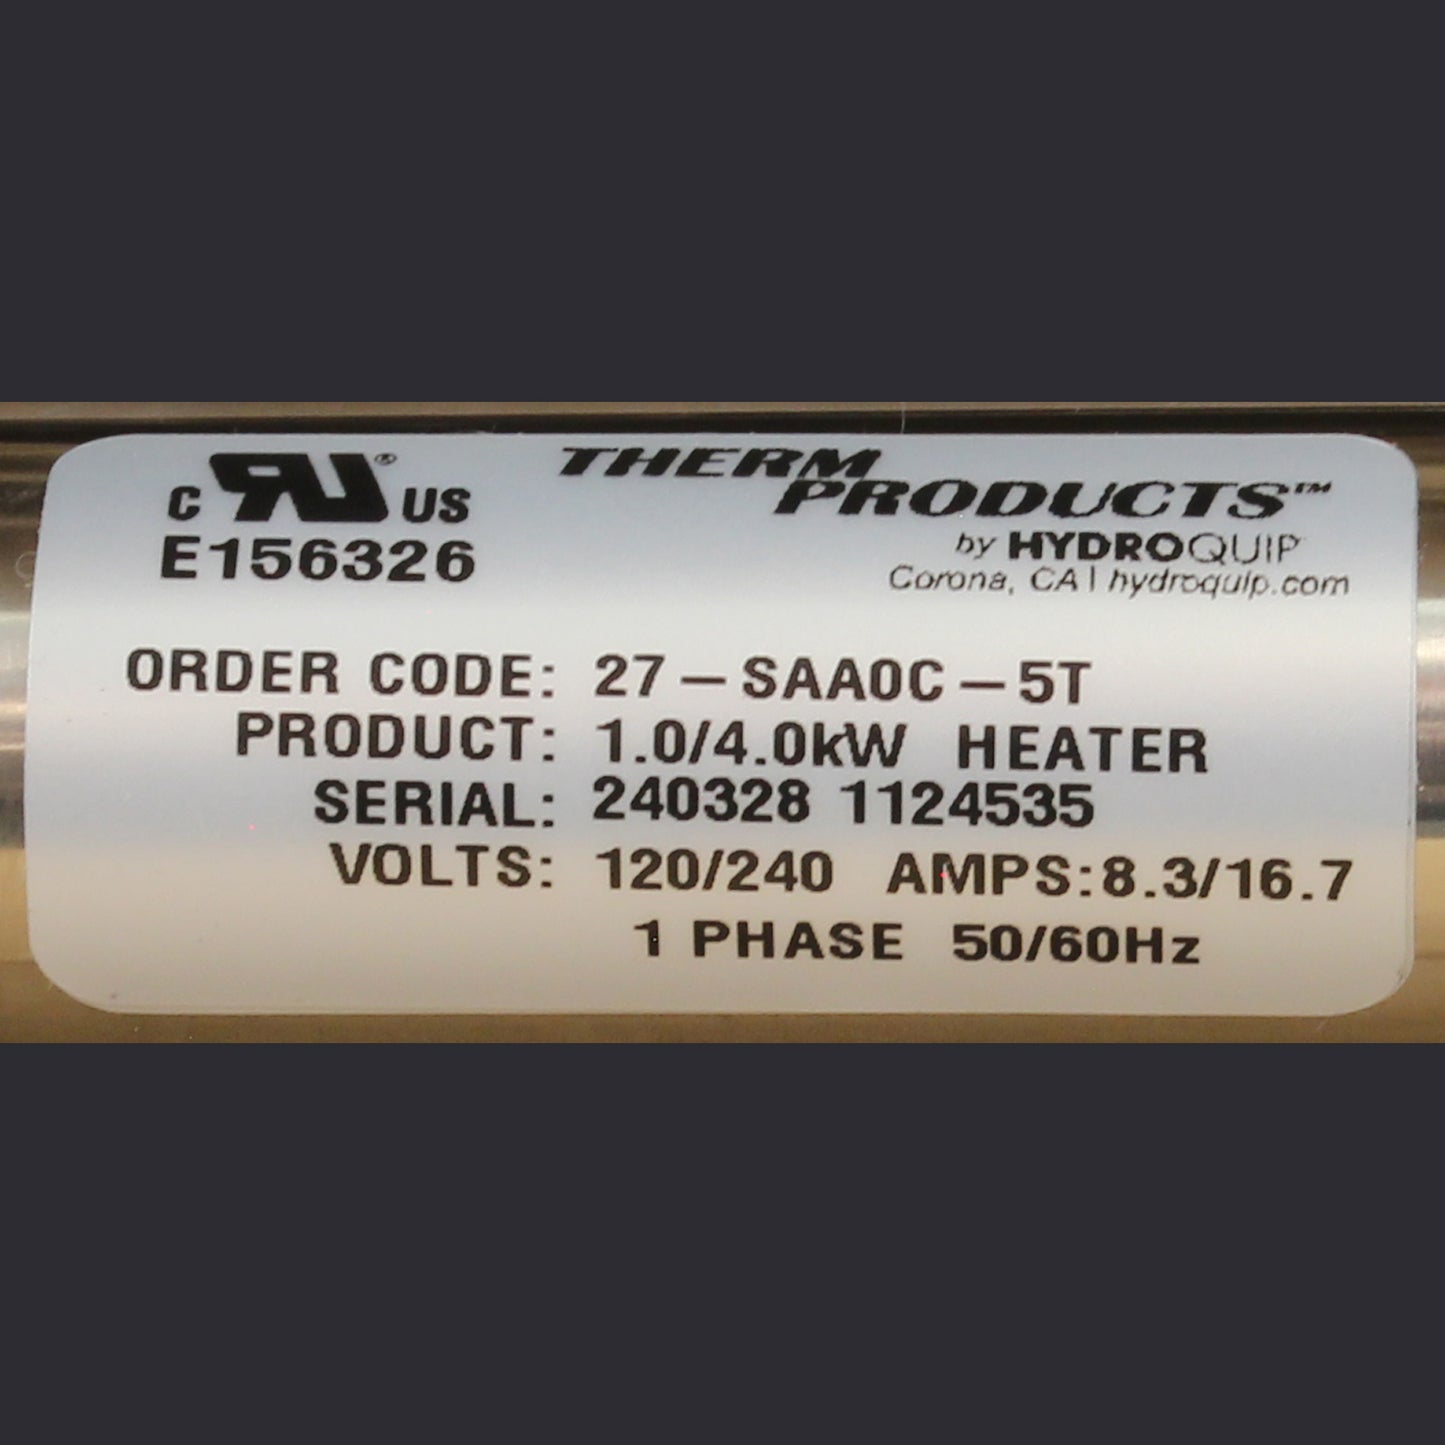 c RU® US
E156326
THERM
PRODUCTS™
by HYDROQUIP
Corona, CA | hydroquip.com
ORDER CODE: 27-SAA0C-5T
PRODUCT: 1.0/4.0kW HEATER
SERIAL: 240328 1124535
VOLTS: 120/240 AMPS:8.3/16.7
1 PHASE 50/60Hz